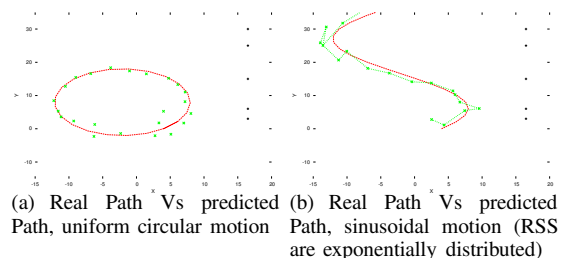 30
20
10
0
-10
Y
-15 -10 -5 0 5 10 15 20
X
30
20
10
0
-10
Y
-15 -10 -5 0 5 10 15 20
X
(a) Real Path Vs predicted
Path, uniform circular motion
(b) Real Path Vs predicted
Path, sinusoidal motion (RSS
are exponentially distributed)